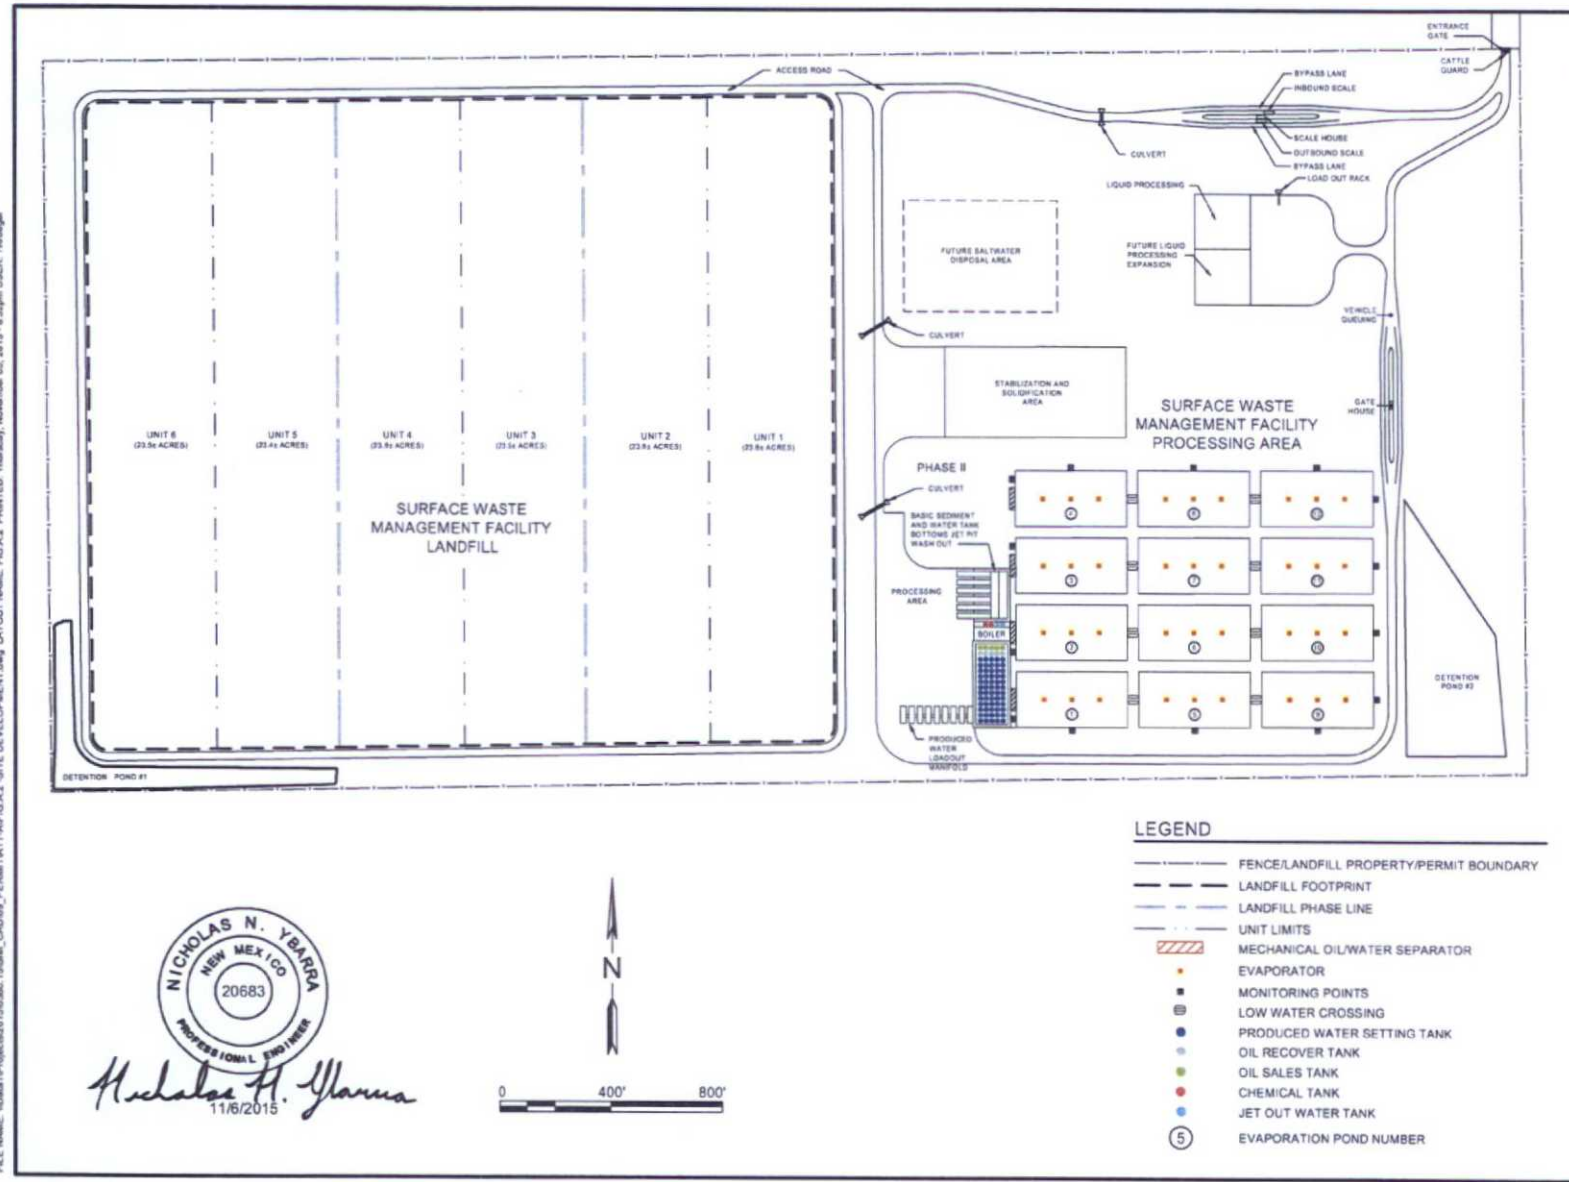 ENTRANCE
GATE
CATTLE
GUARD
ACCESS ROAD
BYPASS LANE
INBOUND SCALE
SCALE HOUSE
OUTBOUND SCALE
BYPASS LANE
CULVERT
LOAD OUT RACK
LIQUID PROCESSING
FUTURE SALTWATER
DISPOSAL AREA
FUTURE LIQUID
PROCESSING
EXPANSION
VEHICLE
QUEUING
CULVERT
STABILIZATION AND
SOLIDIFICATION
AREA
GATE
HOUSE
SURFACE WASTE
MANAGEMENT FACILITY
PROCESSING AREA
UNIT 6
(23.5± ACRES)
UNIT 5
(23.4± ACRES)
UNIT 4
UNIT 3
UNIT 2
UNIT 1
SURFACE WASTE
MANAGEMENT FACILITY
LANDFILL
PHASE II
CULVERT
BASIC SEDIMENT
AND WATER TANK
BOTTOMS JET PIT
WASH OUT
PROCESSING
AREA
BOILER
PRODUCED
WATER
LOADOUT
MANIFOLD
DETENTION
POND #2
DETENTION POND #1
LEGEND
FENCE/LANDFILL PROPERTY/PERMIT BOUNDARY
LANDFILL FOOTPRINT
LANDFILL PHASE LINE
UNIT LIMITS
MECHANICAL OIL/WATER SEPARATOR
EVAPORATOR
MONITORING POINTS
LOW WATER CROSSING
PRODUCED WATER SETTING TANK
OIL RECOVER TANK
OIL SALES TANK
CHEMICAL TANK
JET OUT WATER TANK
5 EVAPORATION POND NUMBER
NICHOLAS N. YBARRA
NEW MEXICO
20683
PROFESSIONAL ENGINEER
Nicholas N. Ybarra
11/6/2015
N
0 400' 800'